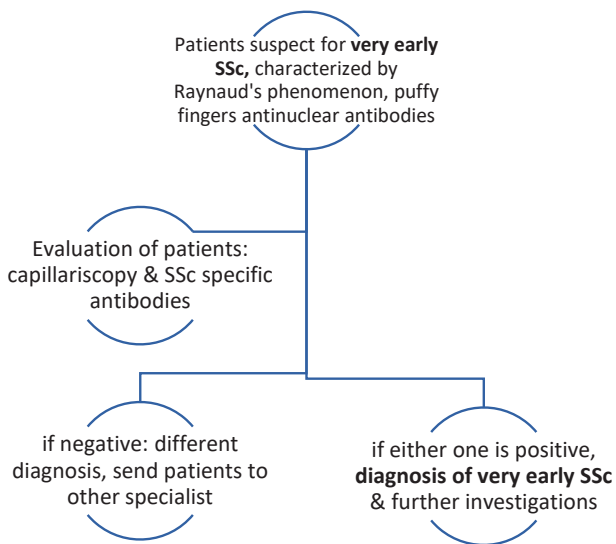 Patients suspect for very early
SSc, characterized by
Raynaud's phenomenon, puffy
fingers antinuclear antibodies
Evaluation of patients:
capillariscopy & SSc specific
antibodies
if negative: different
diagnosis, send patients to
other specialist
if either one is positive,
diagnosis of very early SSc
& further investigations